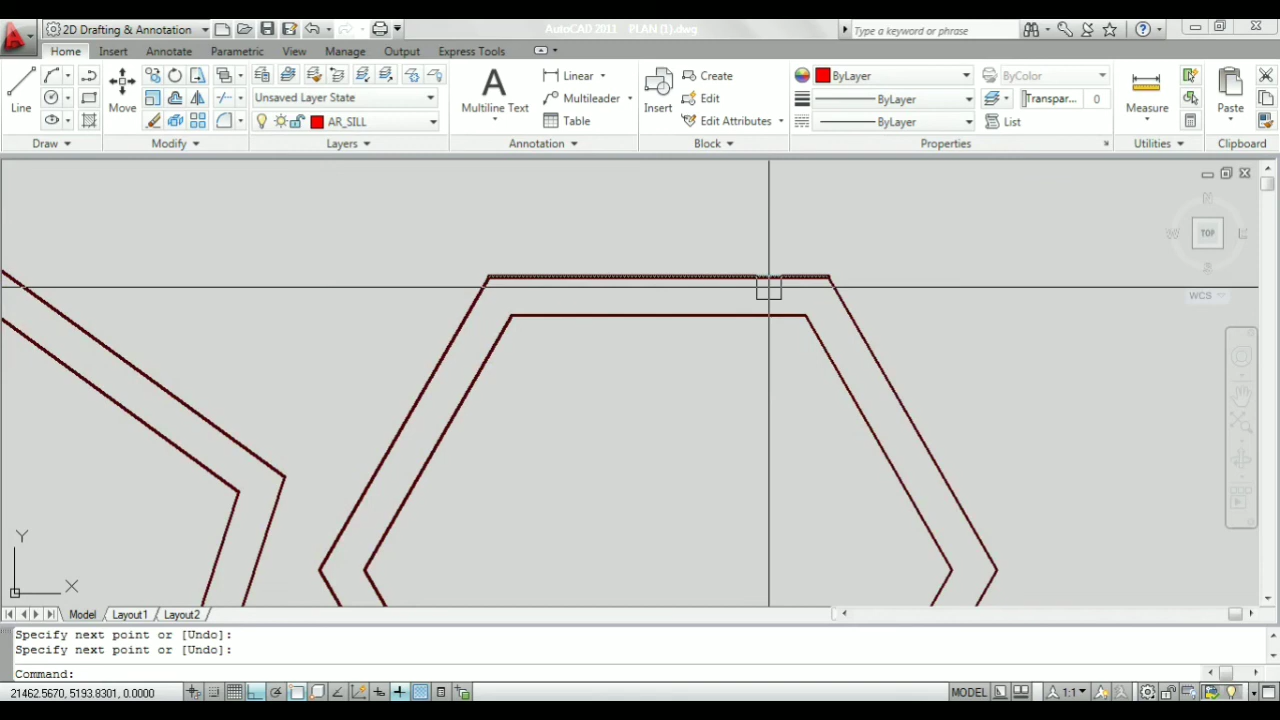 2D Drafting & Annotation
AutoCAD 2011 PLAN (1).dwg
Type a keyword or phrase
Home Insert Annotate Parametric View Manage Output Express Tools
Line
Move
Unsaved Layer State
AR_SILL
Multiline Text
Linear
Multileader
Table
Insert
Create
Edit
Edit Attributes
ByLayer
ByLayer
ByLayer
ByColor
Transpar... 0
List
Measure
Paste
Draw Modify Layers Annotation Block Properties Utilities Clipboard
N
W TOP E
S
WCS
Y
X
Model Layout1 Layout2
Specify next point or [Undo]:
Specify next point or [Undo]:
Command:
21462.5670, 5193.8301, 0.0000 MODEL 1:1